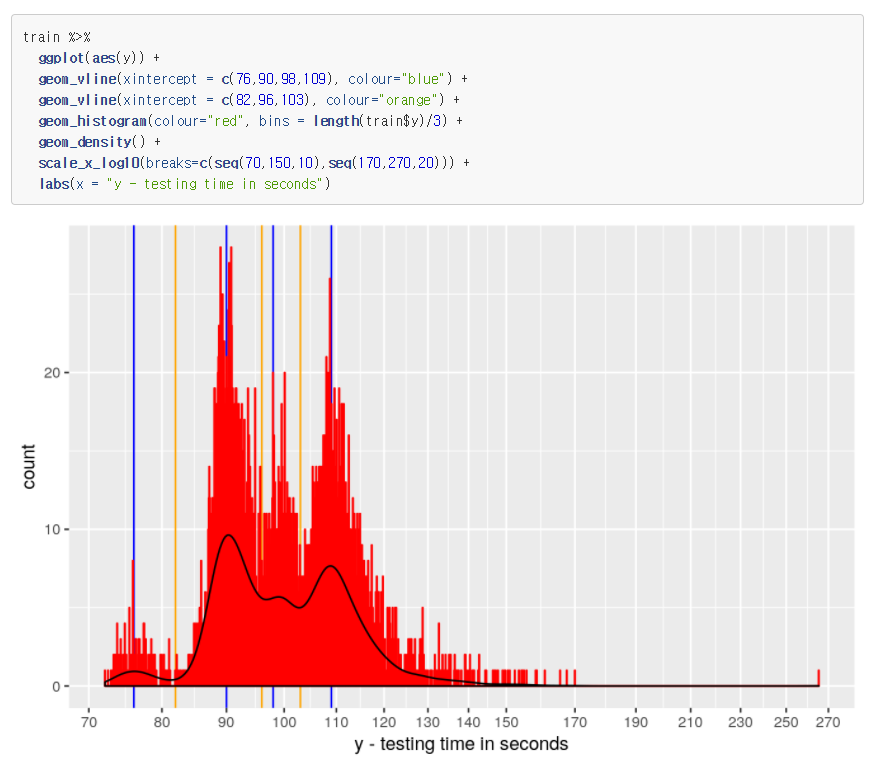 train %>%
ggplot(aes(y)) +
geom_vline(xintercept = c(76,90,98,109), colour="blue") +
geom_vline(xintercept = c(82,96,103), colour="orange") +
geom_histogram(colour="red", bins = length(train$y)/3) +
geom_density() +
scale_x_log10(breaks=c(seq(70,150,10),seq(170,270,20))) +
labs(x = "y - testing time in seconds")
20
count
10
0
70 80 90 100 110 120 130 140 150 170 190 210 230 250 270
y - testing time in seconds